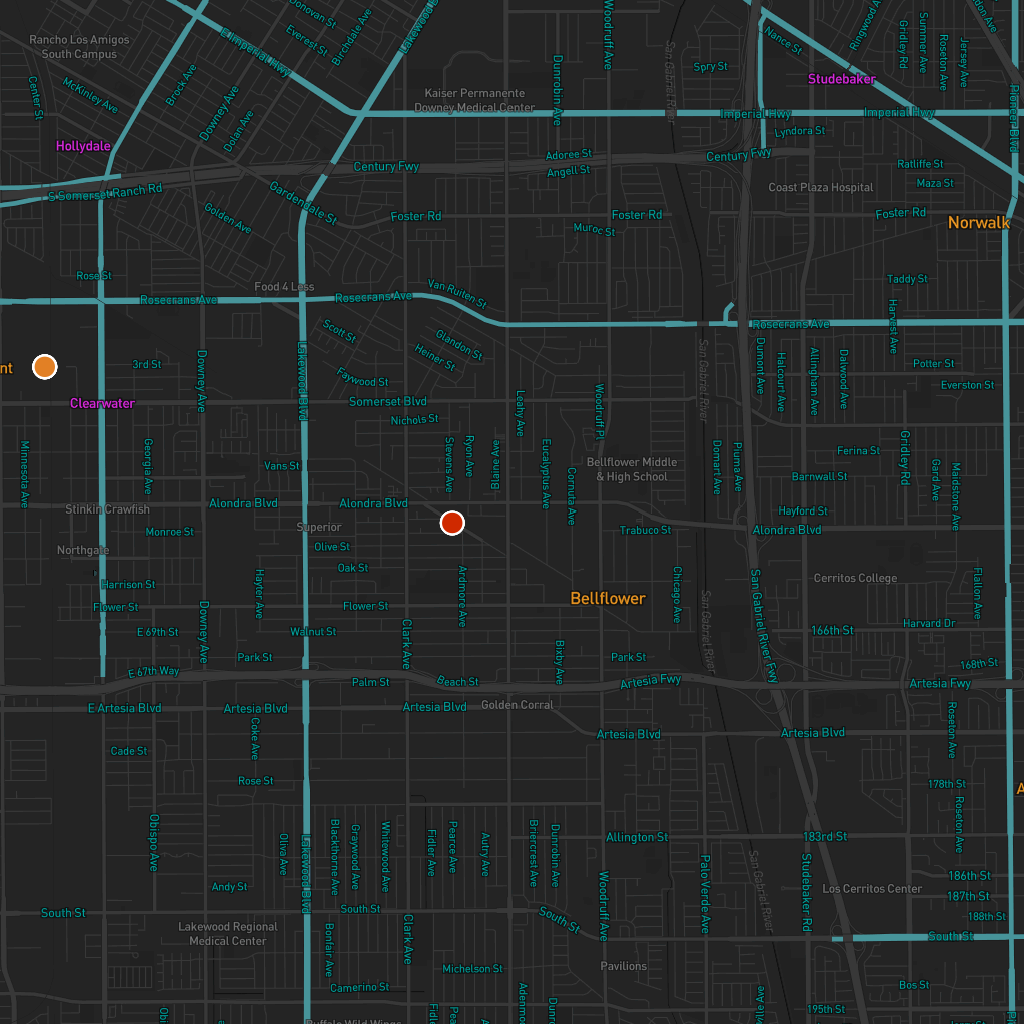 Donovan St
Everest St
Birchdale Ave
Woodruff Ave
Nance St
Ringwood Ave
Gridley Rd
Summer Ave
Roseton Ave
Jersey Ave
Rancho Los Amigos
South Campus
E Imperial Hwy
Center St
McKinley Ave
Brock Ave
Dunrobin Ave
San Gabriel River
Spry St
Studebaker
Kaiser Permanente
Downey Medical Center
Downey Ave
Dolan Ave
Imperial Hwy
Imperial Hwy
Pioneer Blvd
Lyndora St
Hollydale
Century Fwy
Adoree St
Angell St
Century Fwy
Ratliffe St
Maza St
S Somerset Ranch Rd
Gardendale St
Coast Plaza Hospital
Golden Ave
Foster Rd
Foster Rd
Foster Rd
Muroc St
Norwalk
Rose St
Food 4 Less
Taddy St
Rosecrans Ave
Rosecrans Ave
Van Ruiten St
Rosecrans Ave
Harvest Ave
Scott St
Glandon St
Heiner St
3rd St
Downey Ave
Lakewood Blvd
Faywood St
San Gabriel River
Dumont Ave
Halcourt Ave
Allingham Ave
Dalwood Ave
Potter St
Everston St
nt
Clearwater
Somerset Blvd
Nichols St
Leahy Ave
Woodruff Pl
Minnesota Ave
Georgia Ave
Vans St
Stevens Ave
Ryon Ave
Blaine Ave
Eucalyptus Ave
Cornuta Ave
Bellflower Middle
& High School
Domart Ave
Piuma Ave
Ferina St
Gridley Rd
Barnwall St
Gard Ave
Maidstone Ave
Stinkin Crawfish
Alondra Blvd
Alondra Blvd
Hayford St
Superior
Monroe St
Trabuco St
Alondra Blvd
Northgate
Olive St
Oak St
Harrison St
Hayter Ave
Ardmore Ave
Chicago Ave
San Gabriel River
San Gabriel River Fwy
Cerritos College
Flallon Ave
Flower St
Flower St
Bellflower
E 69th St
Downey Ave
Walnut St
Clark Ave
166th St
Harvard Dr
Park St
Bixby Ave
Park St
168th St
E 67th Way
Palm St
Beach St
Artesia Fwy
Artesia Fwy
E Artesia Blvd
Artesia Blvd
Artesia Blvd
Golden Corral
Coke Ave
Artesia Blvd
Artesia Blvd
Roseton Ave
Cade St
Rose St
178th St
A
Obispo Ave
Oliva Ave
Lakewood Blvd
Blackthorne Ave
Graywood Ave
Whitewood Ave
Fidler Ave
Pearce Ave
Autry Ave
Briercrest Ave
Dunrobin Ave
Allington St
183rd St
Roseton Ave
Palo Verde Ave
San Gabriel River
Studebaker Rd
Andy St
Woodruff Ave
Los Cerritos Center
186th St
187th St
188th St
South St
South St
South St
South St
Lakewood Regional
Medical Center
Bonfair Ave
Clark Ave
Michelson St
Pavilions
Camerino St
Bos St
195th St